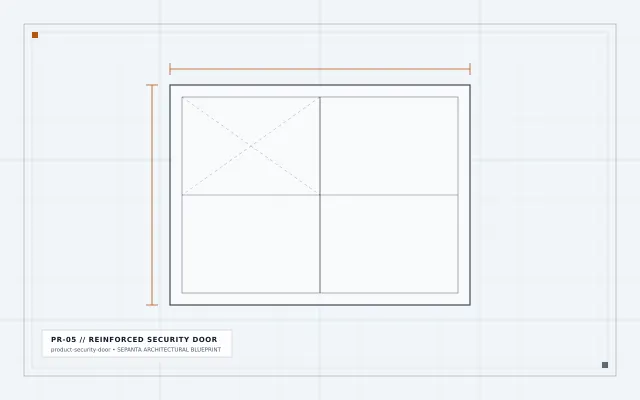 PR-05 // REINFORCED SECURITY DOOR
product-security-door • SEPANTA ARCHITECTURAL BLUEPRINT